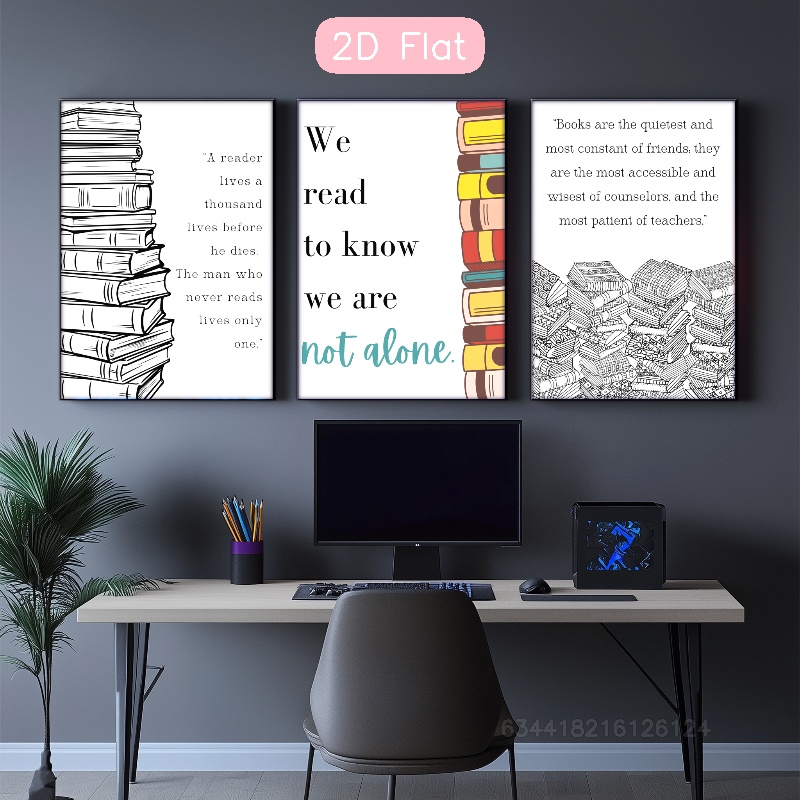 2D Flat
"A reader
lives a
thousand
lives before
he dies.
The man who
never reads
lives only
one."
We
read
to know
we are
not alone.
"Books are the quietest and
most constant of friends; they
are the most accessible and
wisest of counselors, and the
most patient of teachers."
634418216126124